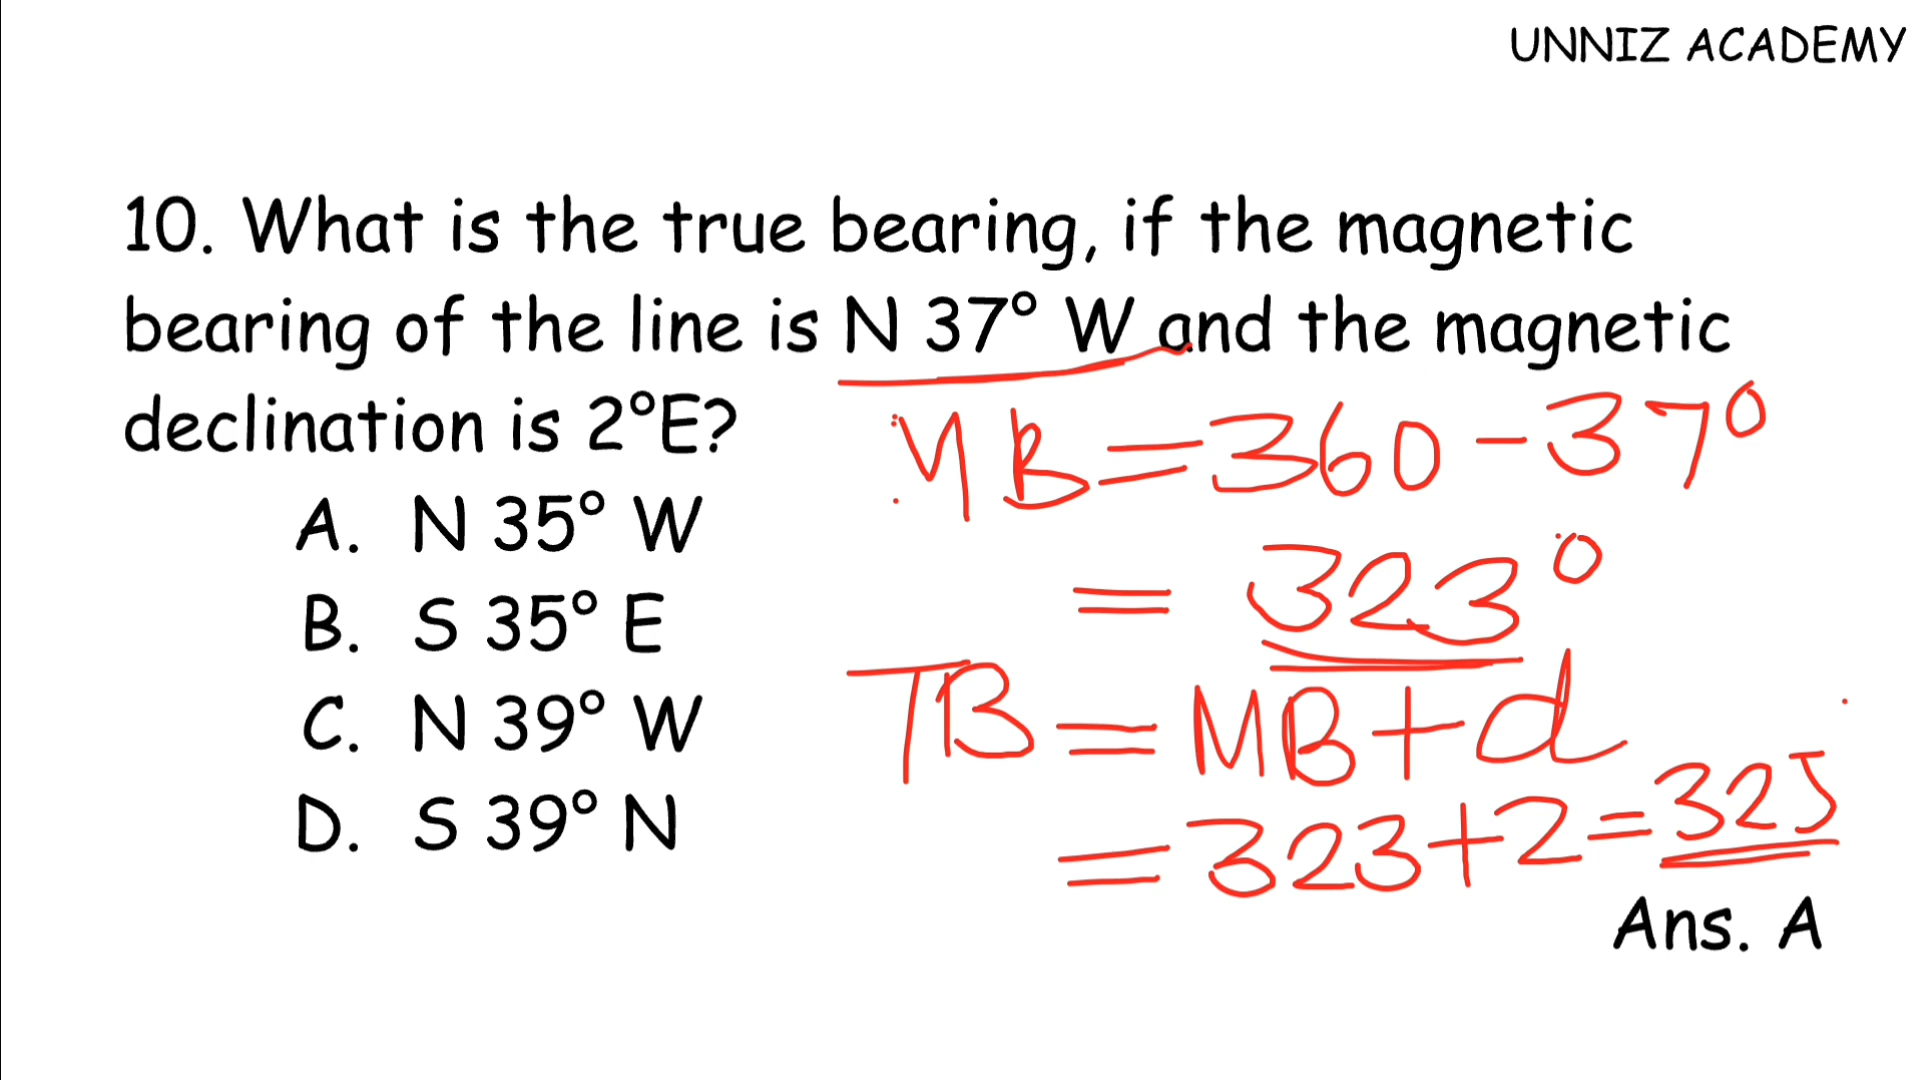 UNNIZ ACADEMY
10. What is the true bearing, if the magnetic
bearing of the line is N 37° W and the magnetic
declination is 2°E?
MB = 360 - 37°
A. N 35° W
= 323°
B. S 35° E
TB = MB + d
C. N 39° W
= 323 + 2 = 325
D. S 39° N
Ans. A